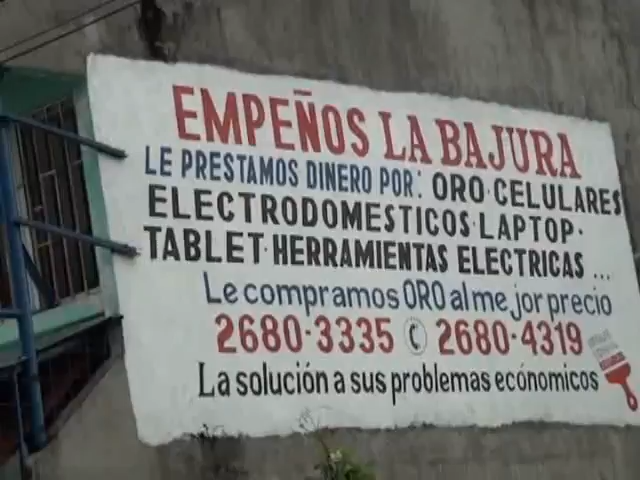 EMPEÑOS LA BAJURA
LE PRESTAMOS DINERO POR: ORO·CELULARES
ELECTRODOMESTICOS·LAPTOP·
TABLET·HERRAMIENTAS ELECTRICAS...
Le compramos ORO al mejor precio
2680·3335 2680·4319
La solución a sus problemas ecónomicos